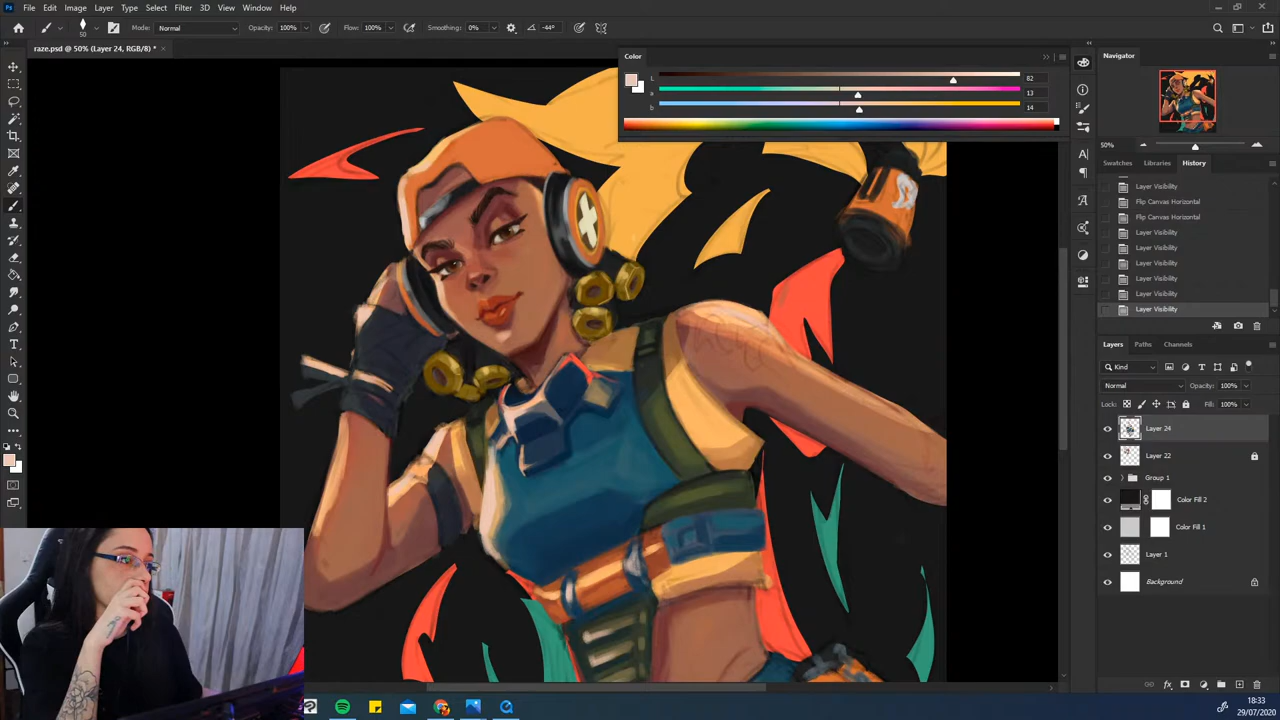 Ps File Edit Image Layer Type Select Filter 3D View Window Help
50 Mode: Normal Opacity: 100% Flow: 100% Smoothing: 0% -44°
raze.psd @ 50% (Layer 24, RGB/8) *
Color
L 82
a 13
b 14
Navigator
50%
Swatches Libraries History
Layer Visibility
Flip Canvas Horizontal
Flip Canvas Horizontal
Layer Visibility
Layer Visibility
Layer Visibility
Layer Visibility
Layer Visibility
Layer Visibility
Layers Paths Channels
Kind
Normal Opacity: 100%
Lock: Fill: 100%
Layer 24
Layer 22
Group 1
Color Fill 2
Color Fill 1
Layer 1
Background
18:33
29/07/2020